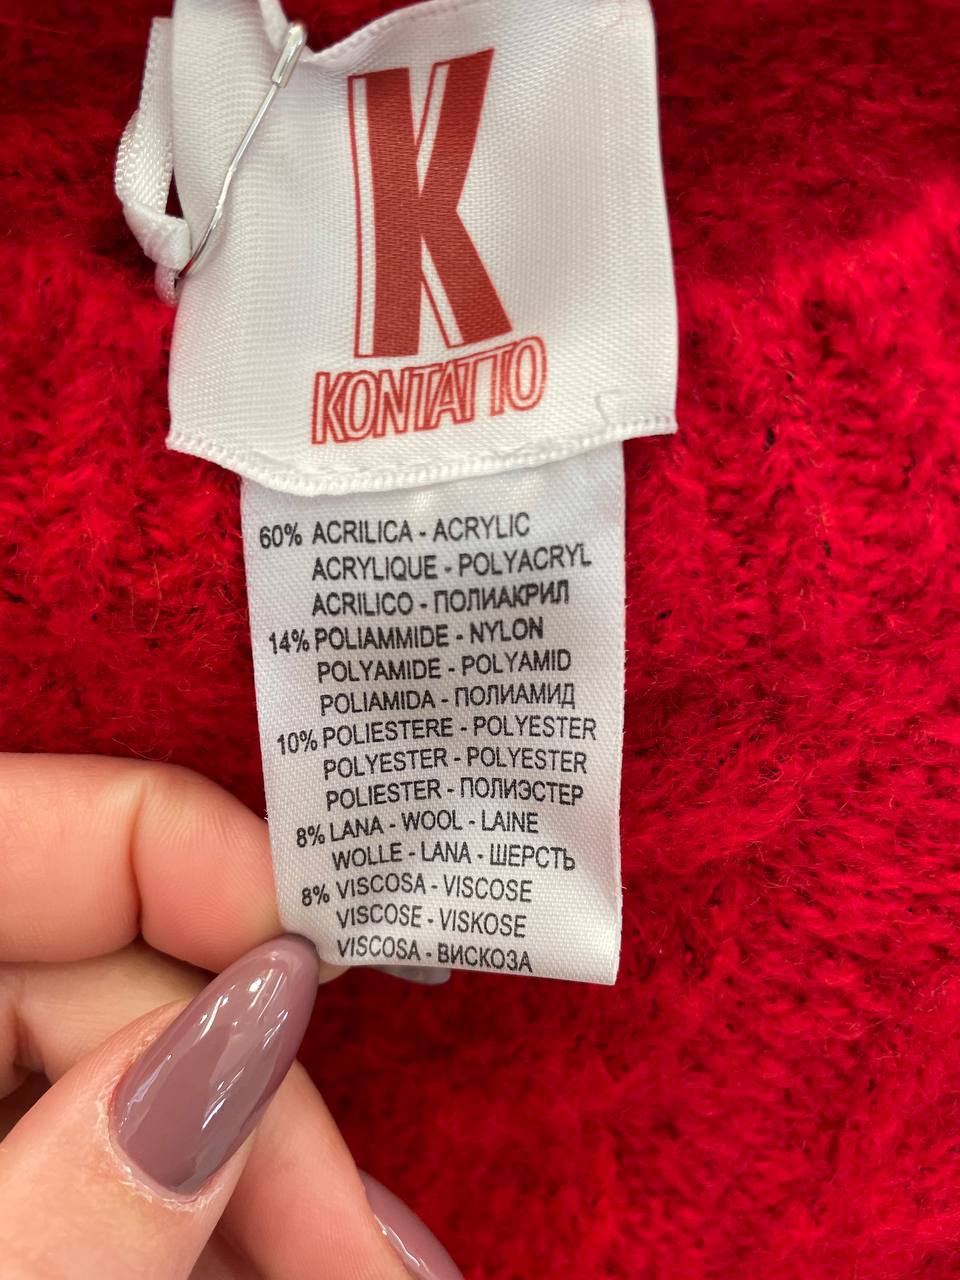 K
KONTATTO
60% ACRILICA - ACRYLIC
ACRYLIQUE - POLYACRYL
ACRILICO - ПОЛИАКРИЛ
14% POLIAMMIDE - NYLON
POLYAMIDE - POLYAMID
POLIAMIDA - ПОЛИАМИД
10% POLIESTERE - POLYESTER
POLYESTER - POLYESTER
POLIESTER - ПОЛИЭСТЕР
8% LANA - WOOL - LAINE
WOLLE - LANA - ШЕРСТЬ
8% VISCOSA - VISCOSE
VISCOSE - VISKOSE
VISCOSA - ВИСКОЗА